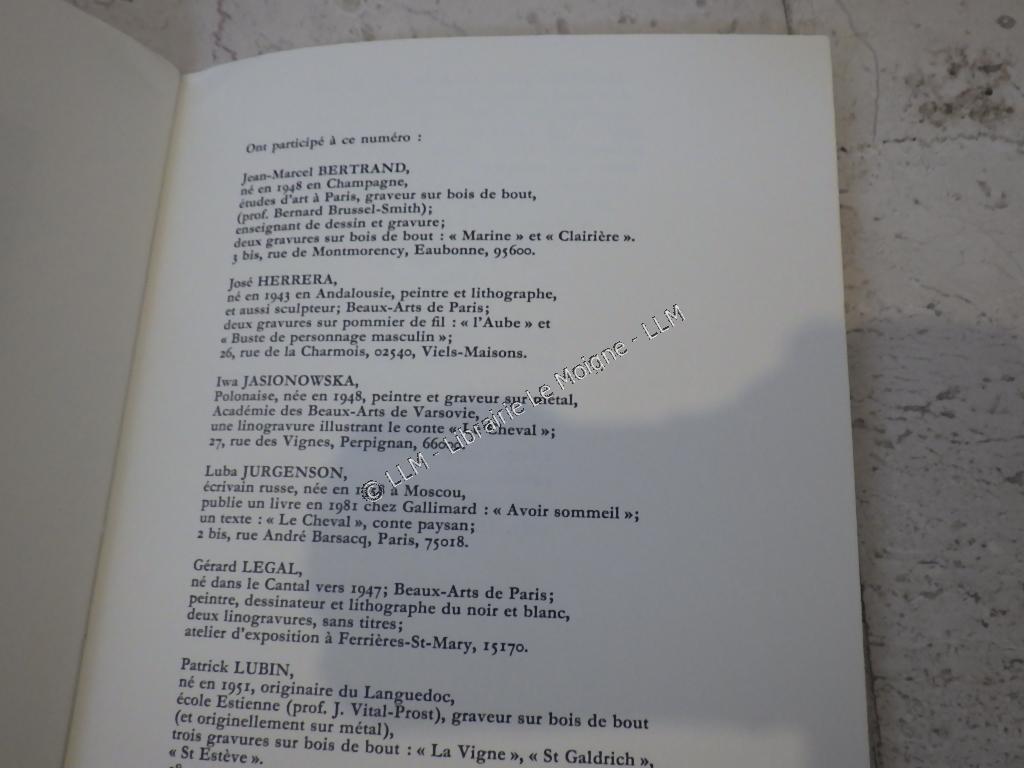 Ont participé à ce numéro :
Jean-Marcel BERTRAND,
né en 1948 en Champagne,
études d'art à Paris, graveur sur bois de bout,
(prof. Bernard Brussel-Smith);
enseignant de dessin et gravure;
deux gravures sur bois de bout : « Marine » et « Clairière ».
3 bis, rue de Montmorency, Eaubonne, 95600.
José HERRERA,
né en 1943 en Andalousie, peintre et lithographe,
et aussi sculpteur; Beaux-Arts de Paris;
deux gravures sur pommier de fil : « l'Aube » et
« Buste de personnage masculin »;
26, rue de la Charmois, 02540, Viels-Maisons.
Iwa JASIONOWSKA,
Polonaise, née en 1948, peintre et graveur sur métal,
Académie des Beaux-Arts de Varsovie,
une linogravure illustrant le conte « Le Cheval »;
27, rue des Vignes, Perpignan, 66000.
Luba JURGENSON,
écrivain russe, née en à Moscou,
publie un livre en 1981 chez Gallimard : « Avoir sommeil »;
un texte : « Le Cheval », conte paysan;
2 bis, rue André Barsacq, Paris, 75018.
Gérard LEGAL,
né dans le Cantal vers 1947; Beaux-Arts de Paris;
peintre, dessinateur et lithographe du noir et blanc,
deux linogravures, sans titres;
atelier d'exposition à Ferrières-St-Mary, 15170.
Patrick LUBIN,
né en 1951, originaire du Languedoc,
école Estienne (prof. J. Vital-Prost), graveur sur bois de bout
(et originellement sur métal),
trois gravures sur bois de bout : « La Vigne », « St Galdrich »,
« St Estève ».
© LLM - Librairie Le Moigne - LLM